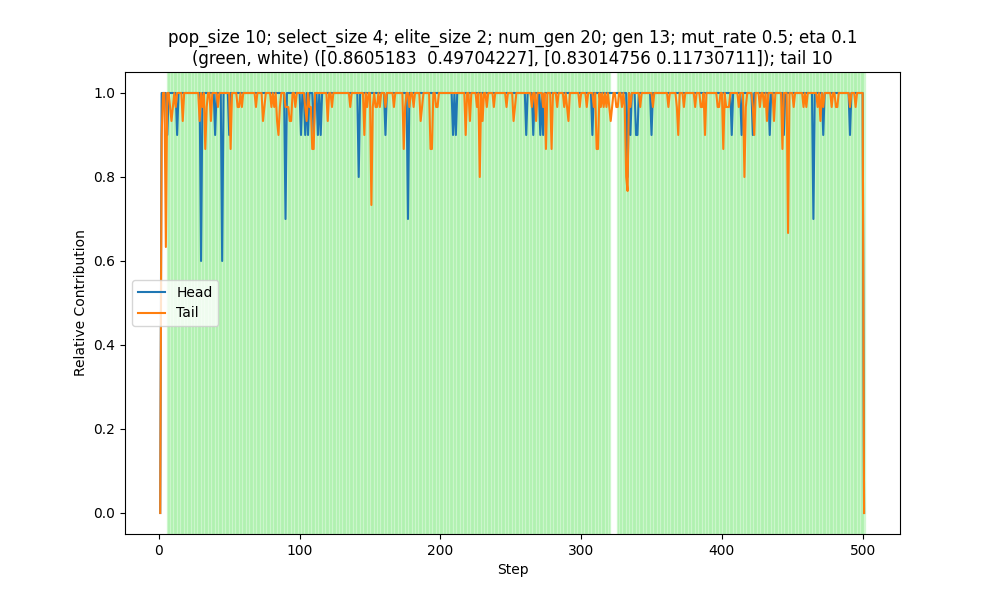 pop_size 10; select_size 4; elite_size 2; num_gen 20; gen 13; mut_rate 0.5; eta 0.1
(green, white) ([0.8605183  0.49704227], [0.83014756 0.11730711]); tail 10
1.0
0.8
0.6
0.4
0.2
0.0
Relative Contribution
Head
Tail
0
100
200
300
400
500
Step